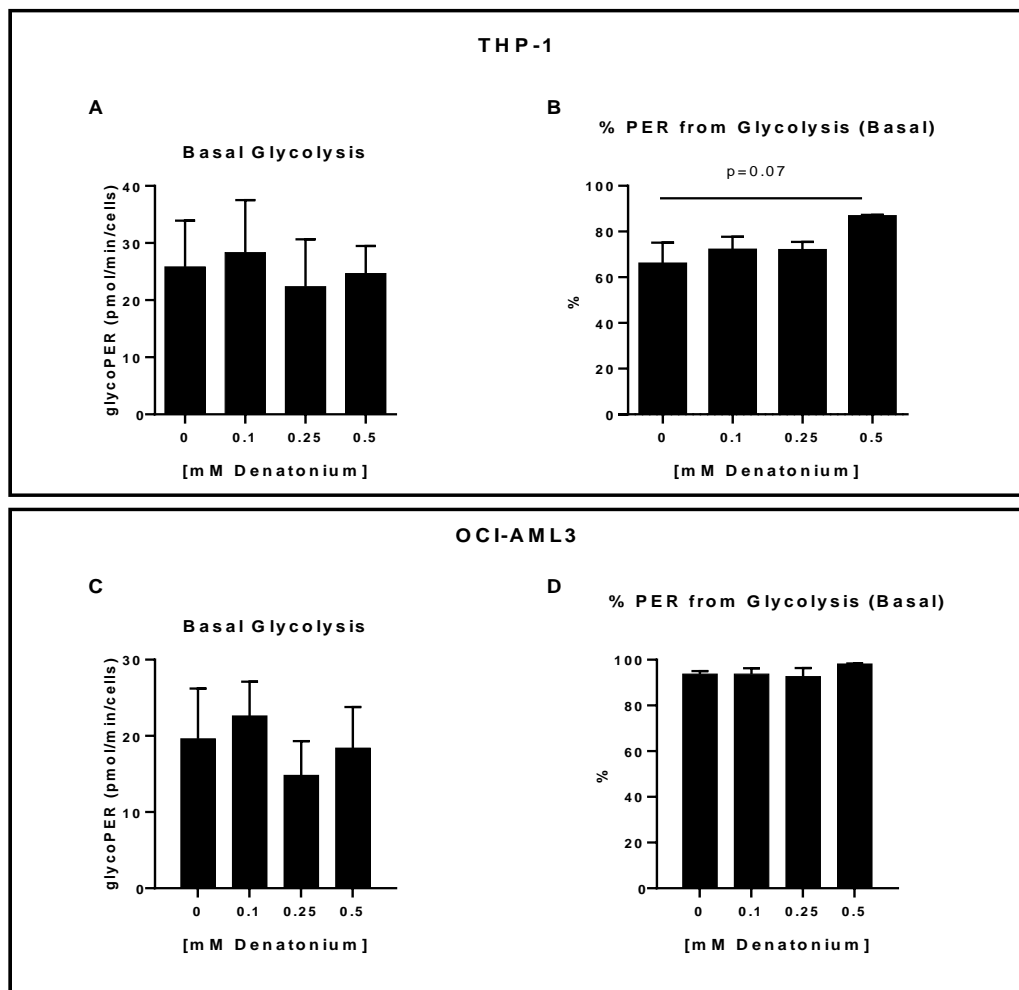 THP-1
A
Basal Glycolysis
glycoPER (pmol/min/cells)
40
30
20
10
0
0 0.1 0.25 0.5
[mM Denatonium]
B
% PER from Glycolysis (Basal)
p=0.07
%
100
80
60
40
20
0
0 0.1 0.25 0.5
[mM Denatonium]
OCI-AML3
C
Basal Glycolysis
glycoPER (pmol/min/cells)
30
20
10
0
0 0.1 0.25 0.5
[mM Denatonium]
D
% PER from Glycolysis (Basal)
%
100
80
60
40
20
0
0 0.1 0.25 0.5
[mM Denatonium]